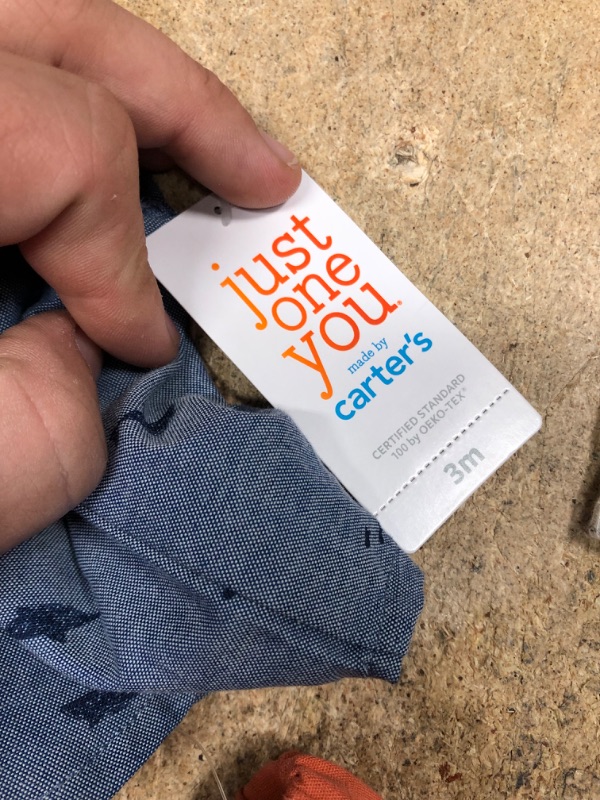 just
one
you®
made by
carter's
CERTIFIED STANDARD
100 by OEKO-TEX®
3m